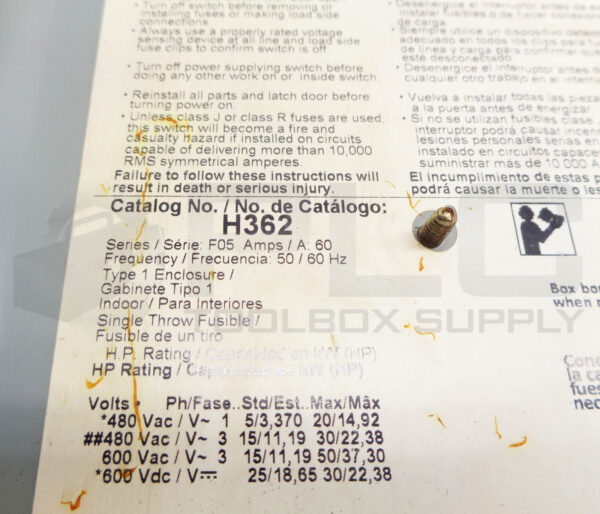 • Turn off switch before removing or
installing fuses or making load side
connections.
• Always use a properly rated voltage
sensing device at all line and load side
fuse clips to confirm switch is off.
• Turn off power supplying switch before
doing any other work on or inside switch.
• Reinstall all parts and latch door before
turning power on.
• Unless class J or class R fuses are used,
this switch will become a fire and
casualty hazard if installed on circuits
capable of delivering more than 10,000
RMS symmetrical amperes.
Failure to follow these instructions will
result in death or serious injury.
• Desenergice el interruptor antes de
instalar fusibles o de hacer
de carga.
• Siempre utilice un dispositivo
adecuado en todos los clips para
de línea y carga para confirmar que
esté desconectado.
• Desenergice el interruptor antes de
cualquier otro trabajo en el
• Vuelva a instalar todas las
a la puerta antes de energizar
• Si no se utilizan fusibles clase
interruptor podrá causar
lesiones personales serias en
instalado en circuitos
suministrar más de 10 000 A
El incumplimiento de estas
podrá causar la muerte o
Catalog No. / No. de Catálogo:
H362
Series / Série: F05 Amps / A: 60
Frequency / Frecuencia: 50 / 60 Hz
Type 1 Enclosure /
Gabinete Tipo 1
Indoor / Para Interiores
Single Throw Fusible /
Fusible de un tiro
H.P. Rating / Capacidad en kW (HP)
HP Rating / Capacidad de kW (HP)
Volts • Ph/Fase..Std/Est..Max/Mâx
*480 Vac / V~ 1 5/3,370 20/14,92
##480 Vac / V~ 3 15/11,19 30/22,38
600 Vac / V~ 3 15/11,19 50/37,30
*600 Vdc / V⎓ 25/18,65 30/22,38
Box
when
la
TOOLBOX SUPPLY